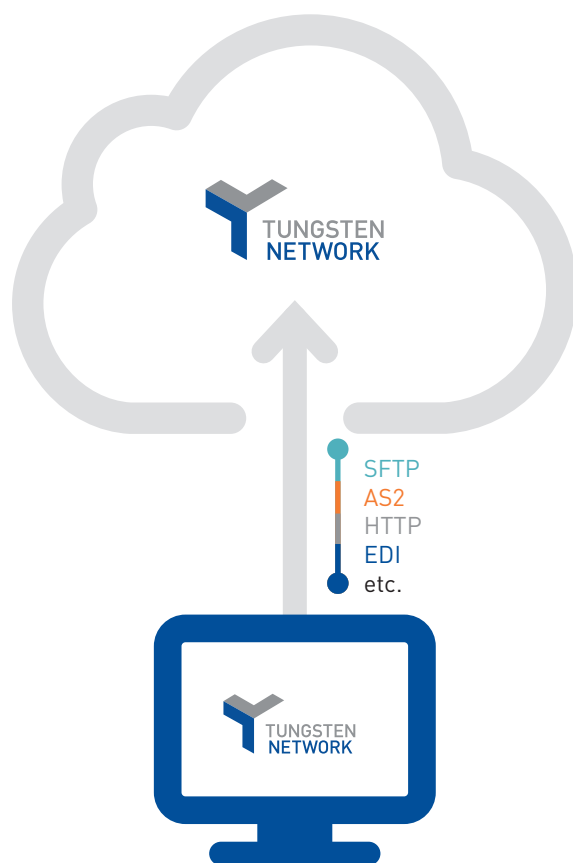 TUNGSTEN
NETWORK
SFTP
AS2
HTTP
EDI
etc.
TUNGSTEN
NETWORK